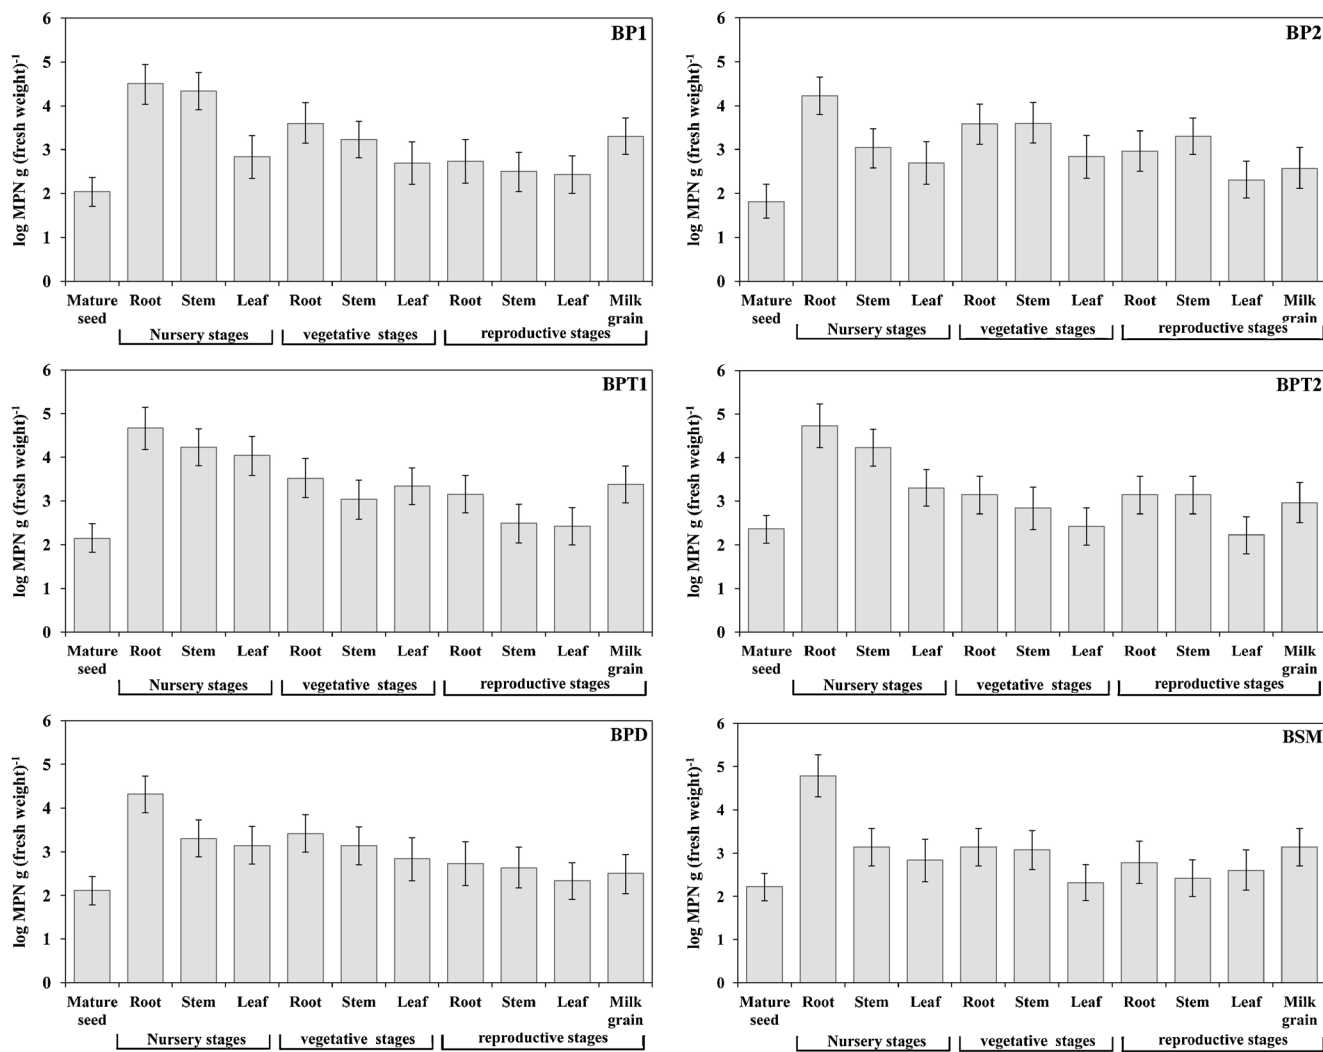 BP1
log MPN g (fresh weight)-1
6
5
4
3
2
1
0
Mature seed Root Stem Leaf Root Stem Leaf Root Stem Leaf Milk grain
Nursery stages vegetative stages reproductive stages
BP2
log MPN g (fresh weight)-1
6
5
4
3
2
1
0
Mature seed Root Stem Leaf Root Stem Leaf Root Stem Leaf Milk grain
Nursery stages vegetative stages reproductive stages
BPT1
log MPN g (fresh weight)-1
6
5
4
3
2
1
0
Mature seed Root Stem Leaf Root Stem Leaf Root Stem Leaf Milk grain
Nursery stages vegetative stages reproductive stages
BPT2
log MPN g (fresh weight)-1
6
5
4
3
2
1
0
Mature seed Root Stem Leaf Root Stem Leaf Root Stem Leaf Milk grain
Nursery stages vegetative stages reproductive stages
BPD
log MPN g (fresh weight)-1
6
5
4
3
2
1
0
Mature seed Root Stem Leaf Root Stem Leaf Root Stem Leaf Milk grain
Nursery stages vegetative stages reproductive stages
BSM
log MPN g (fresh weight)-1
6
5
4
3
2
1
0
Mature seed Root Stem Leaf Root Stem Leaf Root Stem Leaf Milk grain
Nursery stages vegetative stages reproductive stages